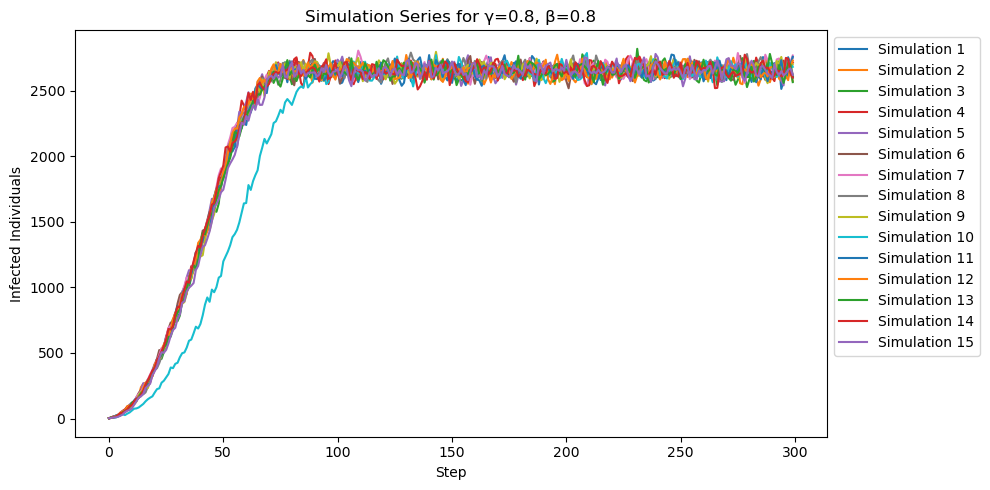 Simulation Series for γ=0.8, β=0.8
Infected Individuals
2500
2000
1500
1000
500
0
0 50 100 150 200 250 300
Step
Simulation 1
Simulation 2
Simulation 3
Simulation 4
Simulation 5
Simulation 6
Simulation 7
Simulation 8
Simulation 9
Simulation 10
Simulation 11
Simulation 12
Simulation 13
Simulation 14
Simulation 15